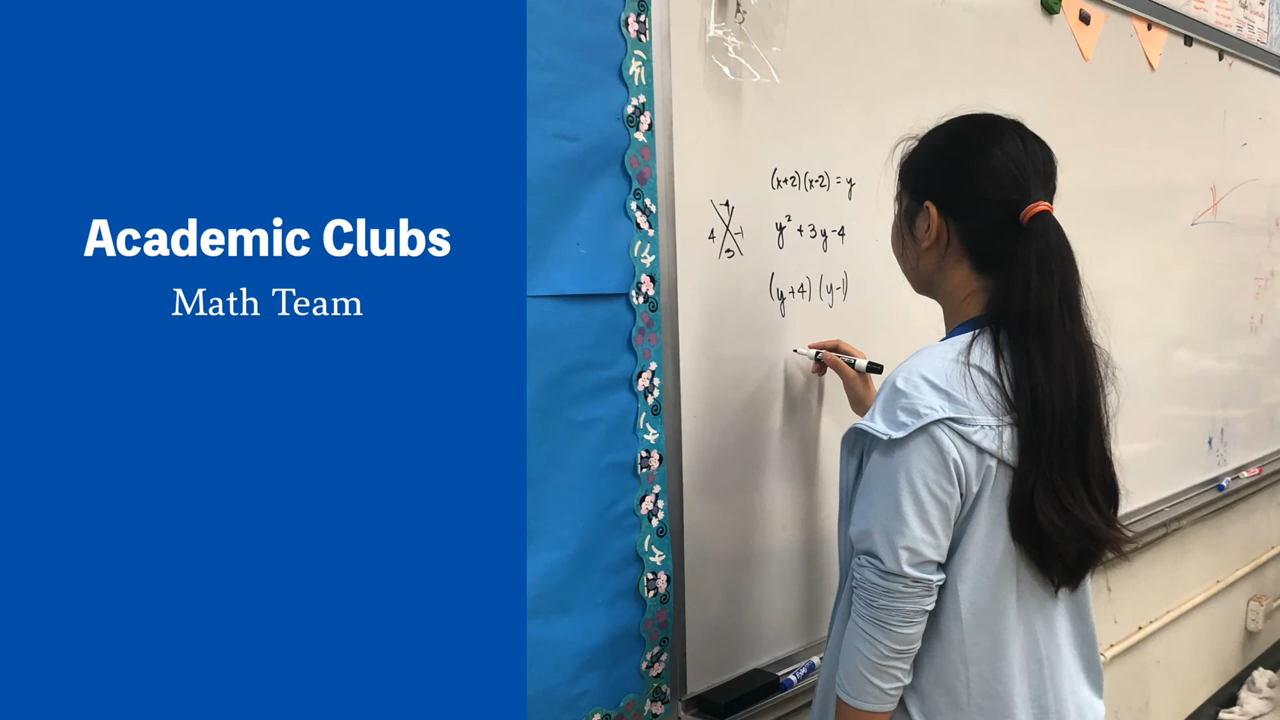 Academic Clubs
Math Team
(x+2)(x-2) = y
-4
4 -1
3
y² + 3y-4
(y+4)(y-1)